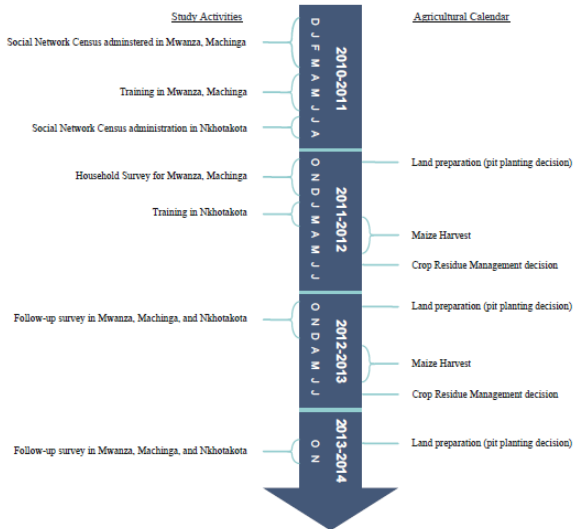 Study Activities
Agricultural Calendar
Social Network Census adminstered in Mwanza, Machinga
Training in Mwanza, Machinga
Social Network Census administration in Nkhotakota
Household Survey for Mwanza, Machinga
Training in Nkhotakota
Follow-up survey in Mwanza, Machinga, and Nkhotakota
Follow-up survey in Mwanza, Machinga, and Nkhotakota
D J F M A M J J A
2010-2011
O N D J M A M J J
2011-2012
O N D A M J J
2012-2013
O N
2013-2014
Land preparation (pit planting decision)
Maize Harvest
Crop Residue Management decision
Land preparation (pit planting decision)
Maize Harvest
Crop Residue Management decision
Land preparation (pit planting decision)